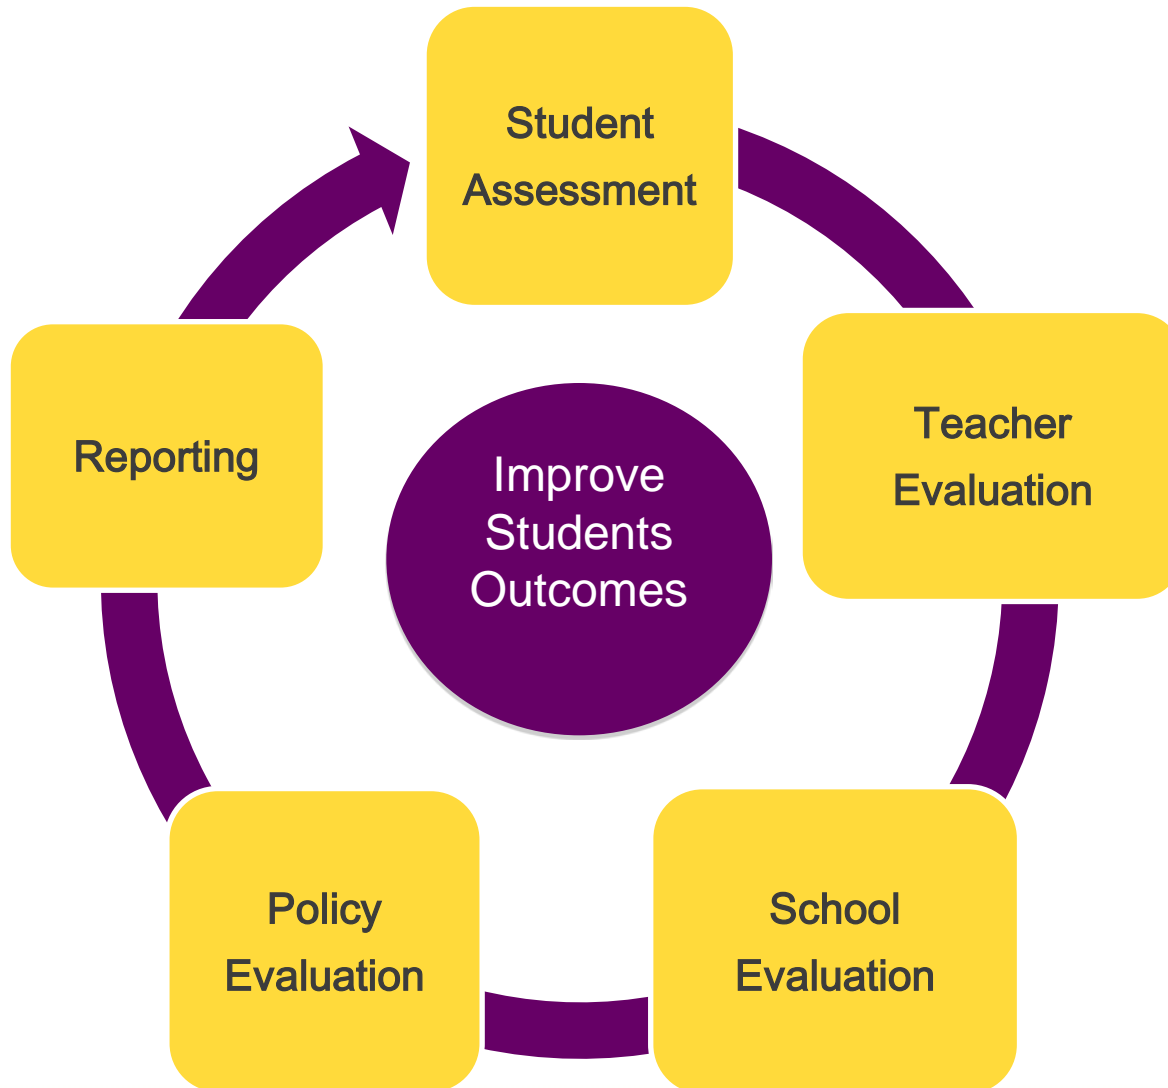 Student
Assessment
Teacher
Evaluation
School
Evaluation
Policy
Evaluation
Reporting
Improve
Students
Outcomes